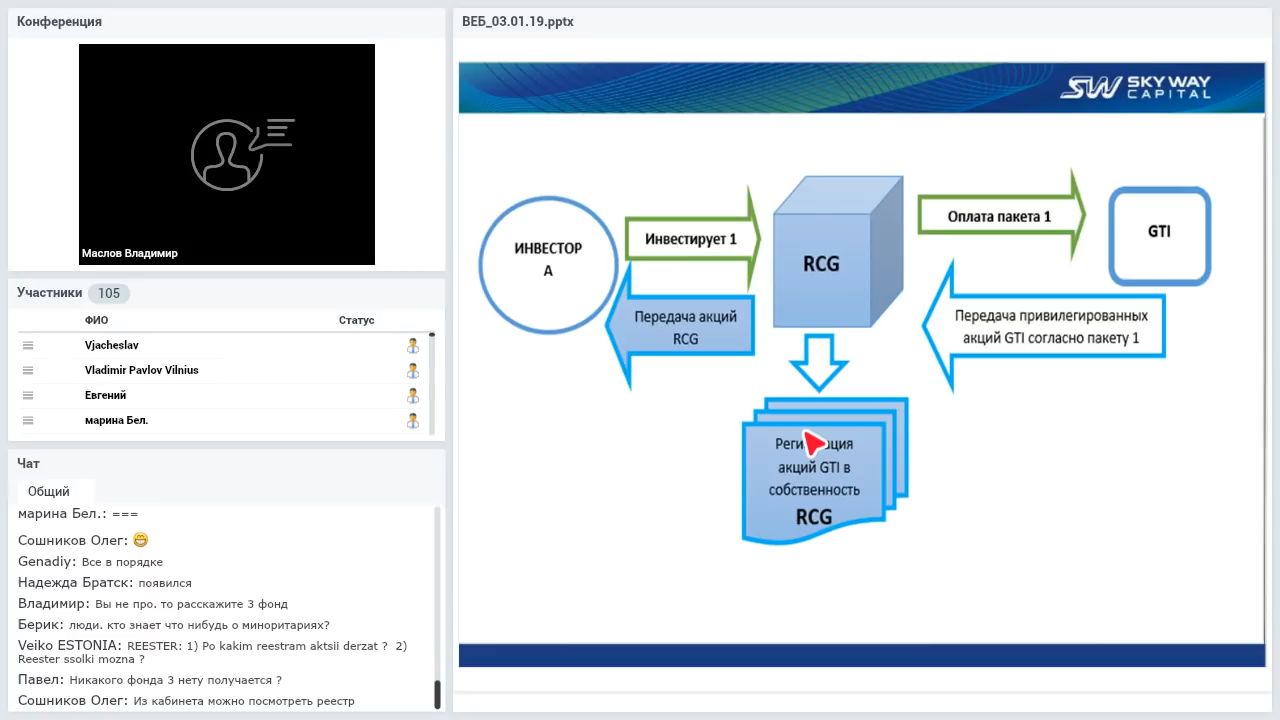 Конференция
Маслов Владимир
Участники 105
ФИО Статус
Vjacheslav
Vladimir Pavlov Vilnius
Евгений
марина Бел.
Чат
Общий
марина Бел.: ===
Сошников Олег: 😁
Genadiy: Все в порядке
Надежда Братск: появился
Владимир: Вы не про. то расскажите 3 фонд
Берик: люди. кто знает что нибудь о миноритариях?
Veiko ESTONIA: REESTER: 1) Po kakim reestram aktsii derzat ? 2)
Reester ssolki mozna ?
Павел: Никакого фонда 3 нету получается ?
Сошников Олег: Из кабинета можно посмотреть реестр
ВЕБ_03.01.19.pptx
SW SKY WAY
CAPITAL
ИНВЕСТОР
А
Инвестирует 1
Передача акций
RCG
RCG
Оплата пакета 1
GTI
Передача привилегированных
акций GTI согласно пакету 1
акций GTI в
собственность
RCG